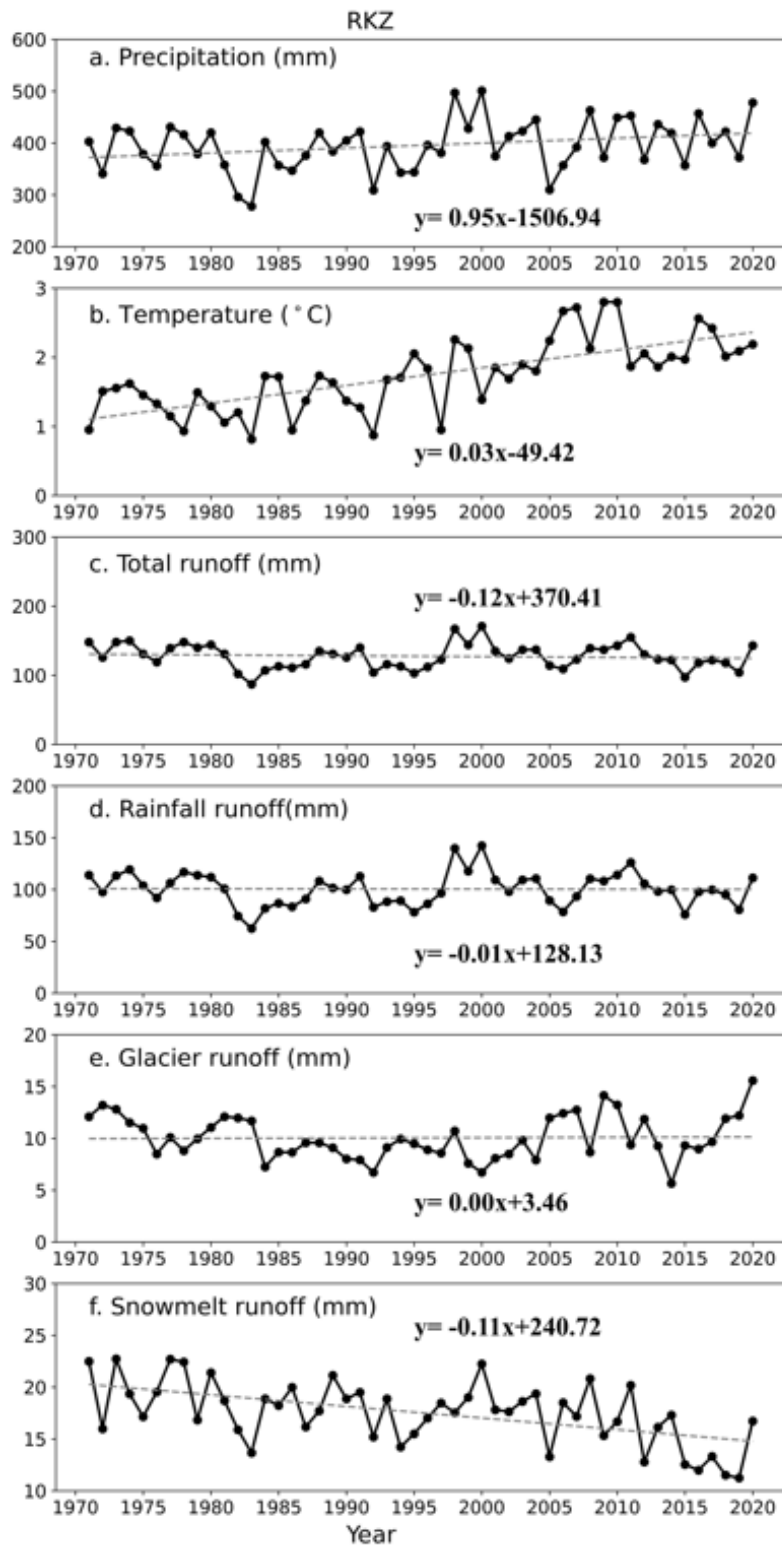 RKZ
600
a. Precipitation (mm)
500
400
300
y= 0.95x-1506.94
200
1970 1975 1980 1985 1990 1995 2000 2005 2010 2015 2020
3
b. Temperature (°C)
2
1
y= 0.03x-49.42
0
1970 1975 1980 1985 1990 1995 2000 2005 2010 2015 2020
300
c. Total runoff (mm)
y= -0.12x+370.41
200
100
0
1970 1975 1980 1985 1990 1995 2000 2005 2010 2015 2020
200
d. Rainfall runoff(mm)
150
100
50
y= -0.01x+128.13
0
1970 1975 1980 1985 1990 1995 2000 2005 2010 2015 2020
20
e. Glacier runoff (mm)
15
10
5
y= 0.00x+3.46
0
1970 1975 1980 1985 1990 1995 2000 2005 2010 2015 2020
30
f. Snowmelt runoff (mm)
y= -0.11x+240.72
25
20
15
10
1970 1975 1980 1985 1990 1995 2000 2005 2010 2015 2020
Year